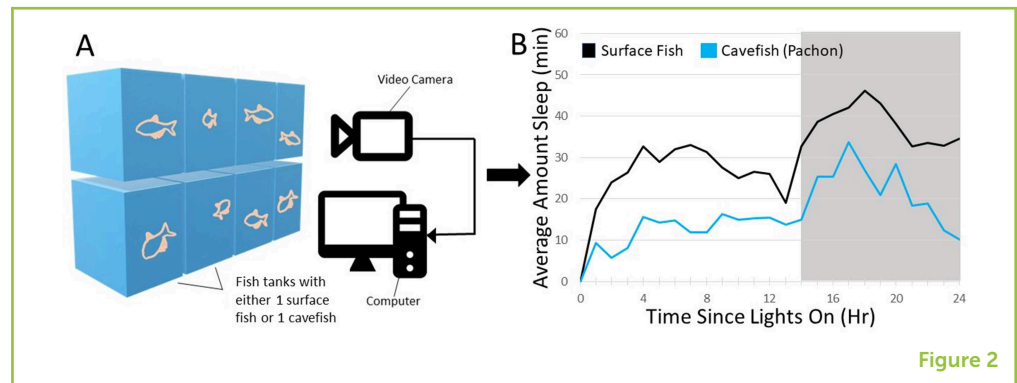 A
Video Camera
Computer
Fish tanks with
either 1 surface
fish or 1 cavefish
B
Average Amount Sleep (min)
60
50
40
30
20
10
0
Surface Fish
Cavefish (Pachon)
0 4 8 12 16 20 24
Time Since Lights On (Hr)
Figure 2